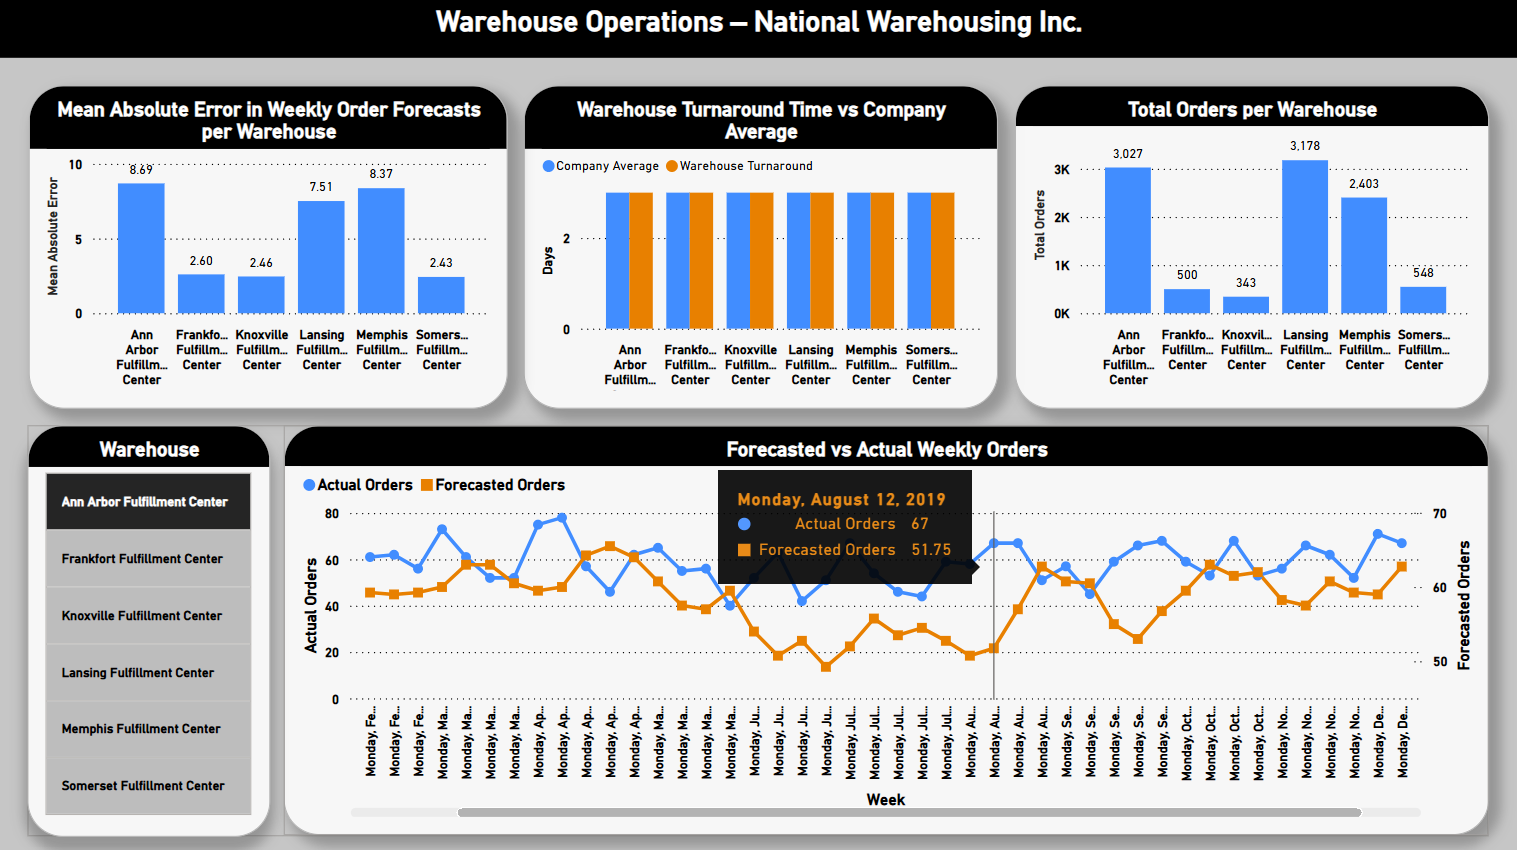 Warehouse Operations – National Warehousing Inc.
Mean Absolute Error in Weekly Order Forecasts
per Warehouse
Mean Absolute Error
10
5
0
8.69
2.60
2.46
7.51
8.37
2.43
Ann
Arbor
Fulfillm...
Center
Frankfo...
Fulfillm...
Center
Knoxville
Fulfillm...
Center
Lansing
Fulfillm...
Center
Memphis
Fulfillm...
Center
Somers...
Fulfillm...
Center
Warehouse Turnaround Time vs Company
Average
Company Average
Warehouse Turnaround
Days
2
0
Ann
Arbor
Fulfillm...
Frankfo...
Fulfillm...
Center
Knoxville
Fulfillm...
Center
Lansing
Fulfillm...
Center
Memphis
Fulfillm...
Center
Somers...
Fulfillm...
Center
Total Orders per Warehouse
Total Orders
3K
2K
1K
0K
3,027
500
343
3,178
2,403
548
Ann
Arbor
Fulfillm...
Center
Frankfo...
Fulfillm...
Center
Knoxvil...
Fulfillm...
Center
Lansing
Fulfillm...
Center
Memphis
Fulfillm...
Center
Somers...
Fulfillm...
Center
Warehouse
Ann Arbor Fulfillment Center
Frankfort Fulfillment Center
Knoxville Fulfillment Center
Lansing Fulfillment Center
Memphis Fulfillment Center
Somerset Fulfillment Center
Forecasted vs Actual Weekly Orders
Actual Orders
Forecasted Orders
Monday, August 12, 2019
Actual Orders 67
Forecasted Orders 51.75
Actual Orders
80
60
40
20
0
70
60
50
Forecasted Orders
Monday, Fe...
Monday, Fe...
Monday, Fe...
Monday, Ma...
Monday, Ma...
Monday, Ma...
Monday, Ma...
Monday, Ap...
Monday, Ap...
Monday, Ap...
Monday, Ap...
Monday, Ap...
Monday, Ma...
Monday, Ma...
Monday, Ma...
Monday, Ma...
Monday, Ju...
Monday, Ju...
Monday, Ju...
Monday, Ju...
Monday, Jul...
Monday, Jul...
Monday, Jul...
Monday, Jul...
Monday, Jul...
Monday, Au...
Monday, Au...
Monday, Au...
Monday, Au...
Monday, Se...
Monday, Se...
Monday, Se...
Monday, Se...
Monday, Se...
Monday, Oct...
Monday, Oct...
Monday, Oct...
Monday, Oct...
Monday, No...
Monday, No...
Monday, No...
Monday, No...
Monday, De...
Monday, De...
Week